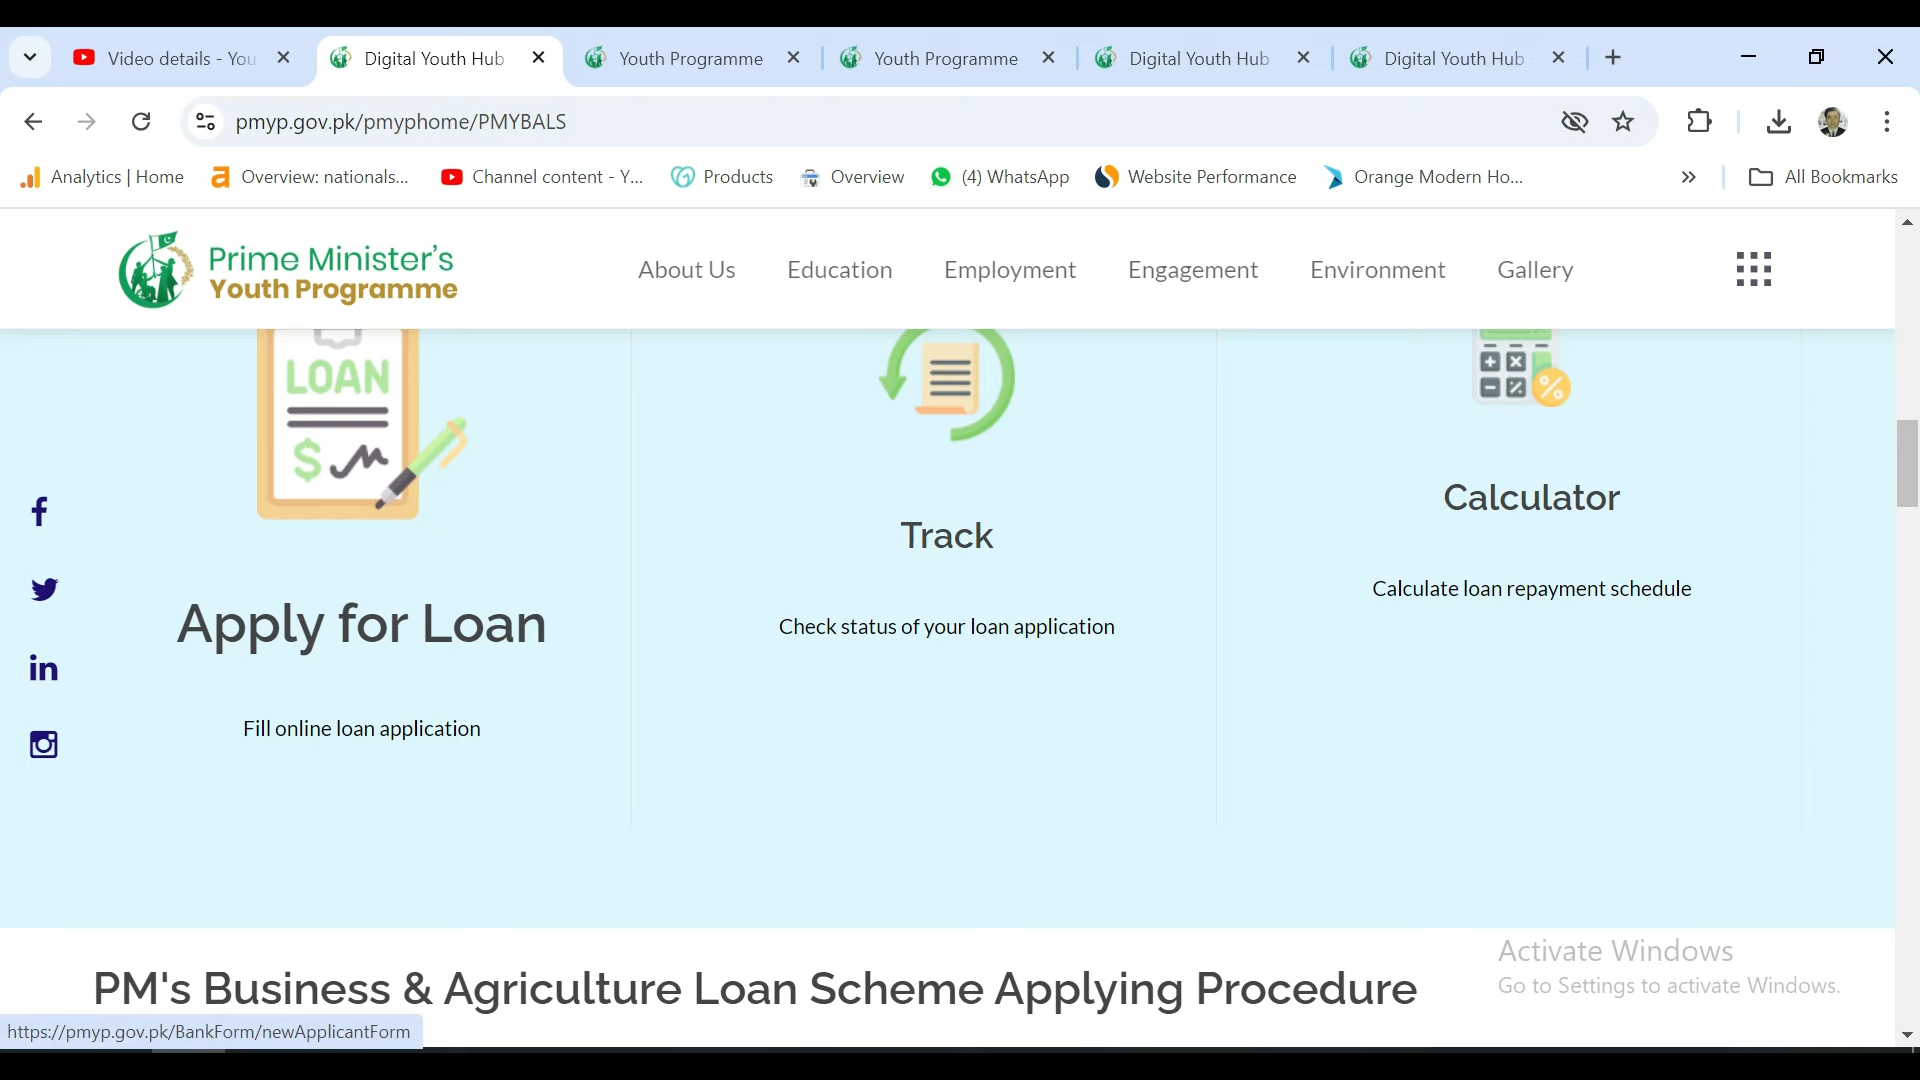 Video details - You
Digital Youth Hub
Youth Programme
Youth Programme
Digital Youth Hub
Digital Youth Hub
pmyp.gov.pk/pmyphome/PMYBALS
Analytics | Home
Overview: nationals...
Channel content - Y...
Products
Overview
(4) WhatsApp
Website Performance
Orange Modern Ho...
All Bookmarks
Prime Minister's
Youth Programme
About Us
Education
Employment
Engagement
Environment
Gallery
LOAN
$
Apply for Loan
Fill online loan application
Track
Check status of your loan application
Calculator
Calculate loan repayment schedule
PM's Business & Agriculture Loan Scheme Applying Procedure
Activate Windows
Go to Settings to activate Windows.
https://pmyp.gov.pk/BankForm/newApplicantForm